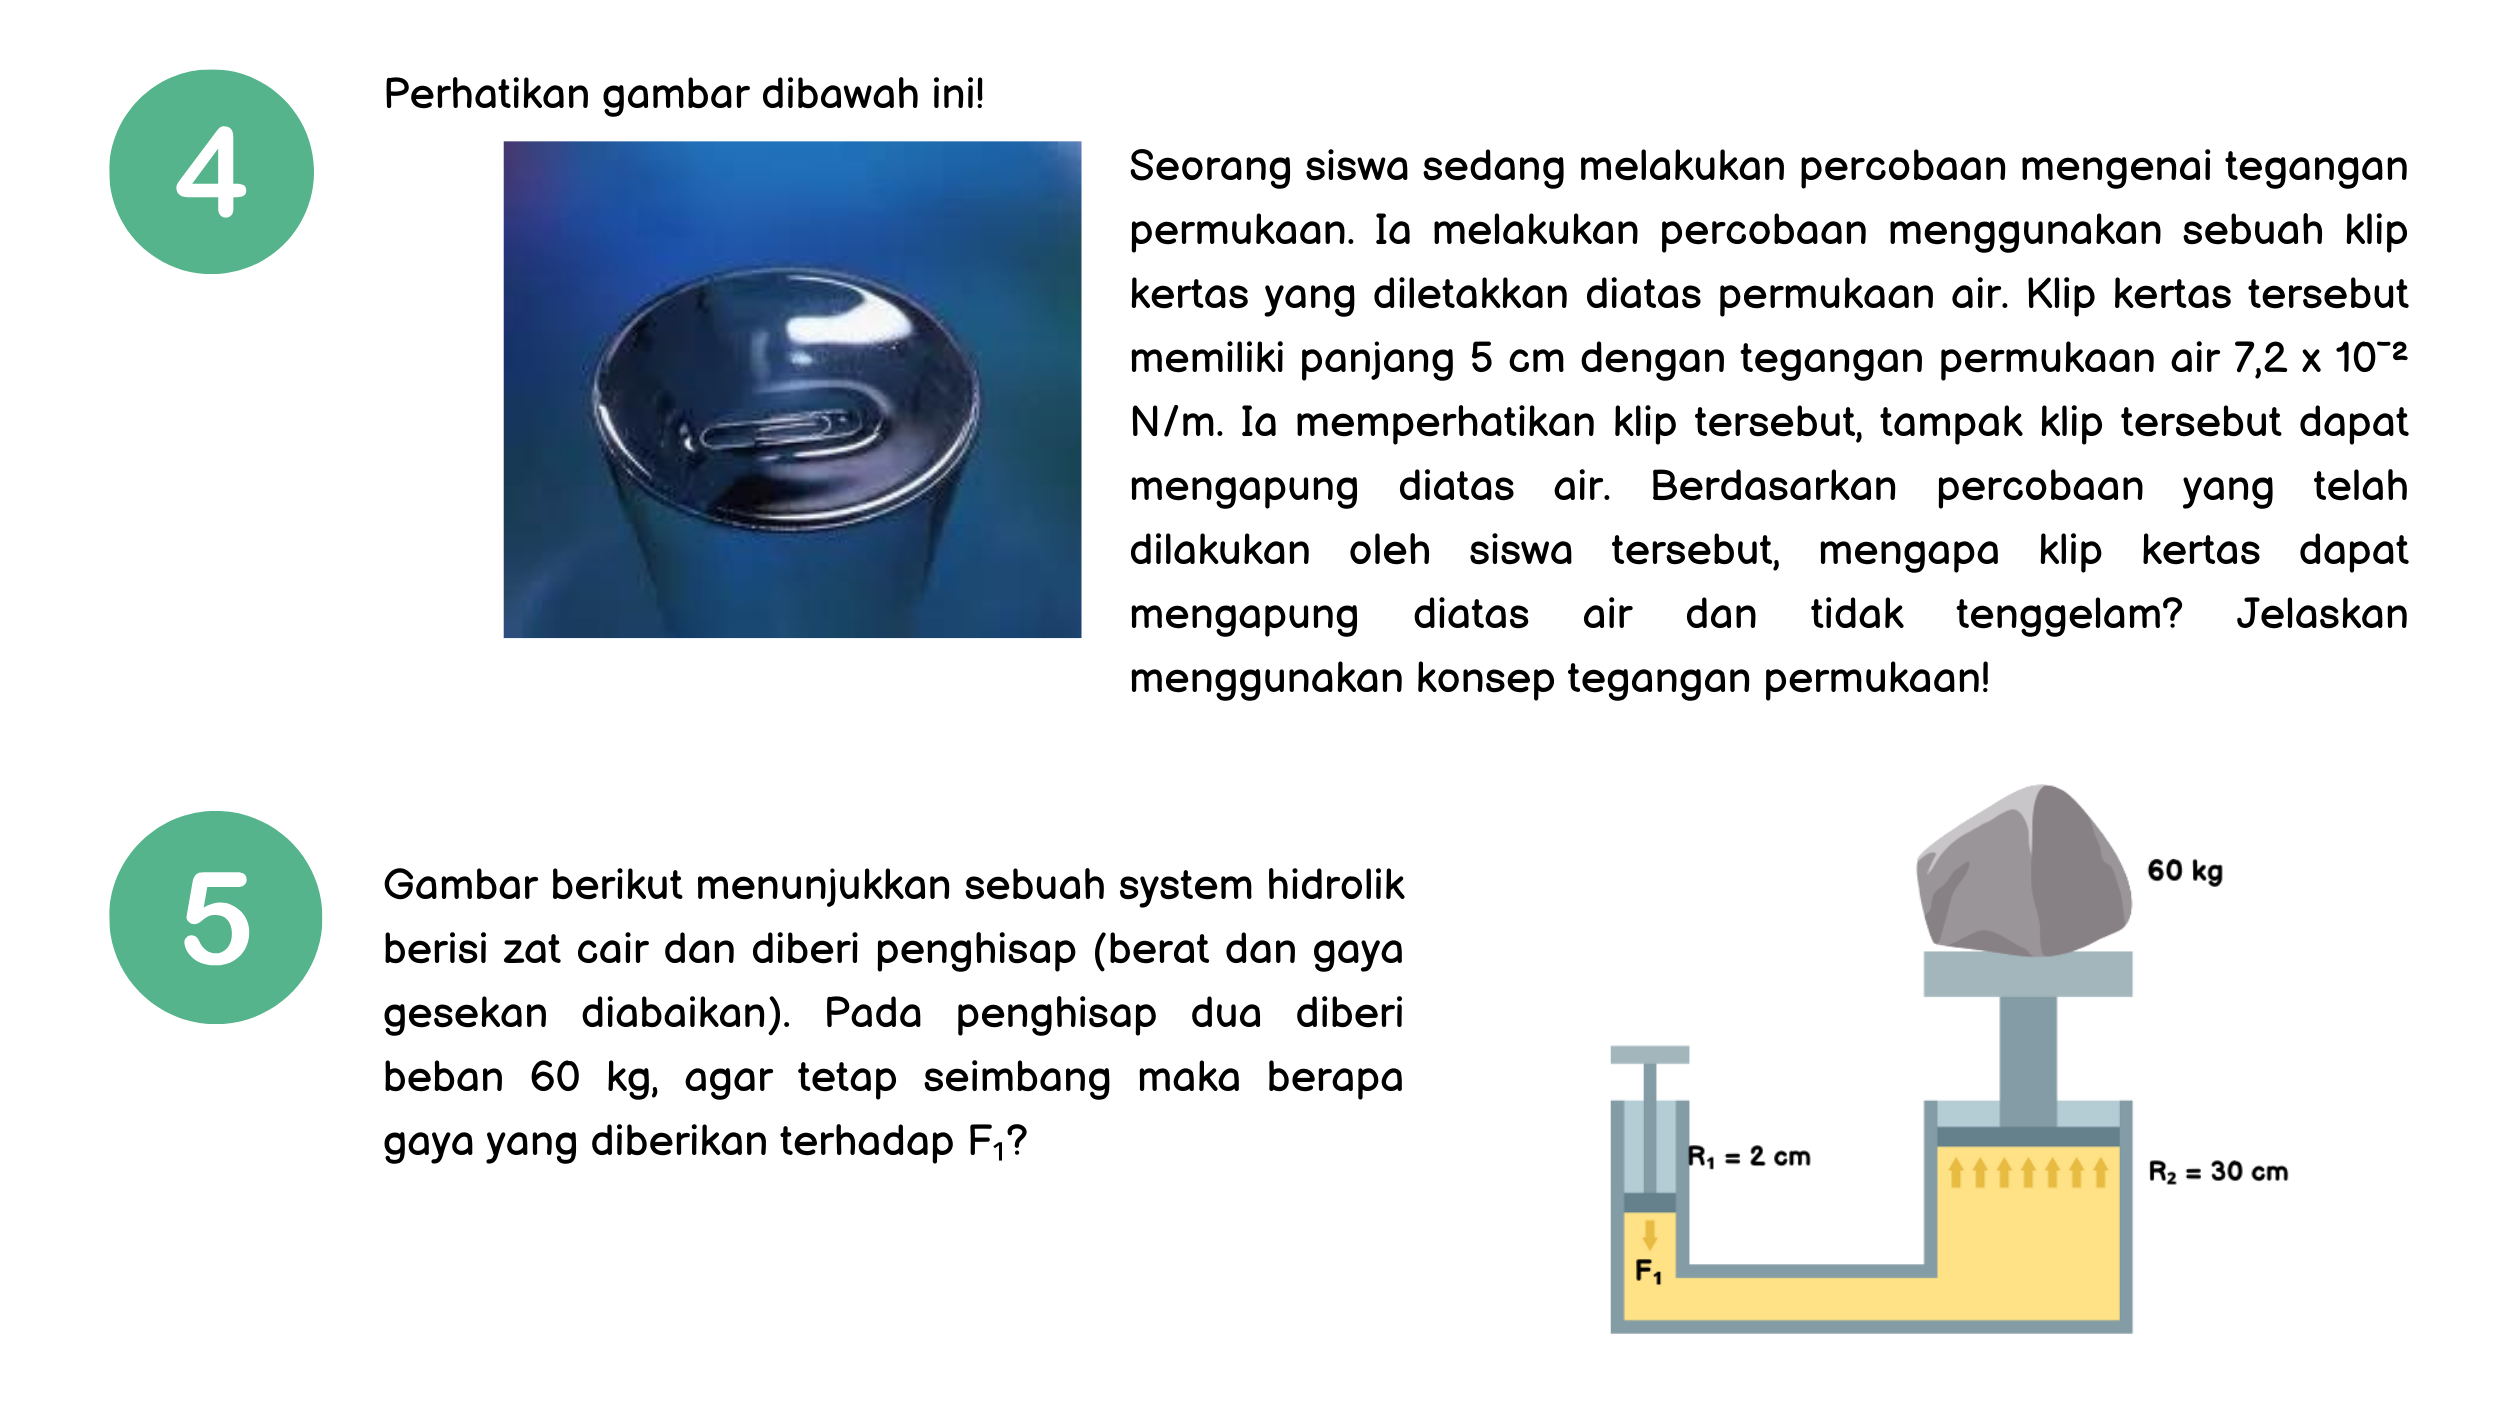 4
Perhatikan gambar dibawah ini!
Seorang siswa sedang melakukan percobaan mengenai tegangan
permukaan. Ia melakukan percobaan menggunakan sebuah klip
kertas yang diletakkan diatas permukaan air. Klip kertas tersebut
memiliki panjang 5 cm dengan tegangan permukaan air 7,2 x 10⁻²
N/m. Ia memperhatikan klip tersebut, tampak klip tersebut dapat
mengapung diatas air. Berdasarkan percobaan yang telah
dilakukan oleh siswa tersebut, mengapa klip kertas dapat
mengapung diatas air dan tidak tenggelam? Jelaskan
menggunakan konsep tegangan permukaan!
5
Gambar berikut menunjukkan sebuah system hidrolik
berisi zat cair dan diberi penghisap (berat dan gaya
gesekan diabaikan). Pada penghisap dua diberi
beban 60 kg, agar tetap seimbang maka berapa
gaya yang diberikan terhadap F₁?
60 kg
R₁ = 2 cm
R₂ = 30 cm
F₁